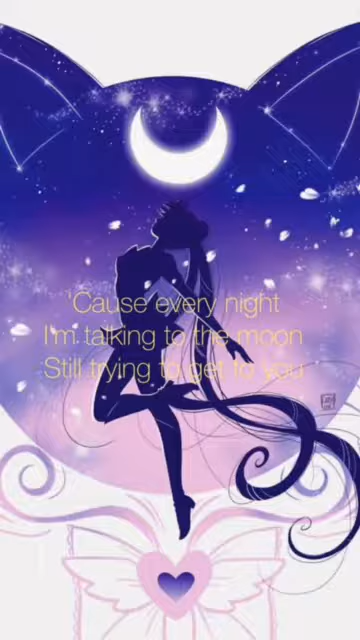 'Cause every night
I'm talking to the moon
Still trying to get to you